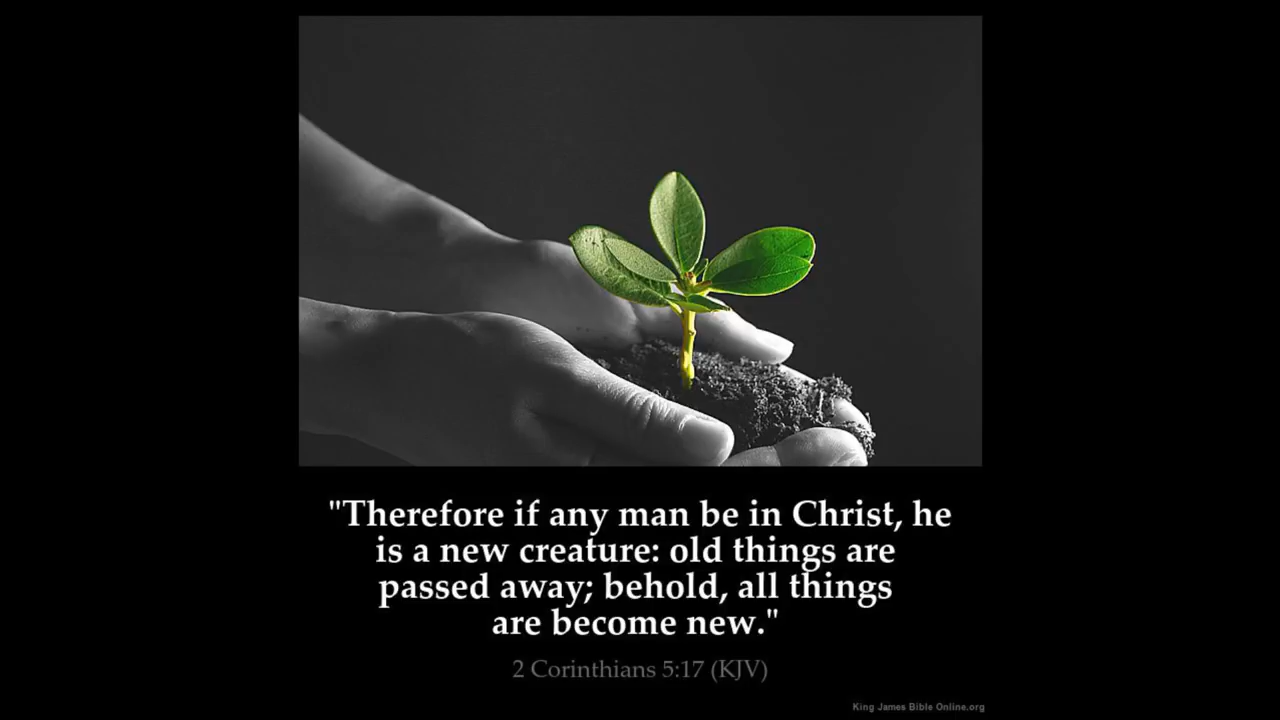 "Therefore if any man be in Christ, he
is a new creature: old things are
passed away; behold, all things
are become new."
2 Corinthians 5:17 (KJV)
King James Bible Online.org